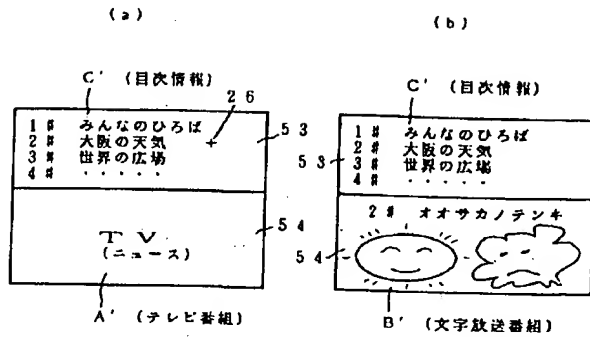 (a)
C' (目次情報)
26
1# みんなのひろば
2# 大阪の天気 +
3# 世界の広場
4# ・・・・・
53
TV
(ニュース)
54
A' (テレビ番組)
(b)
C' (目次情報)
1# みんなのひろば
2# 大阪の天気
3# 世界の広場
4# ・・・・・
53
2# オオサカノテンキ
54
B' (文字放送番組)